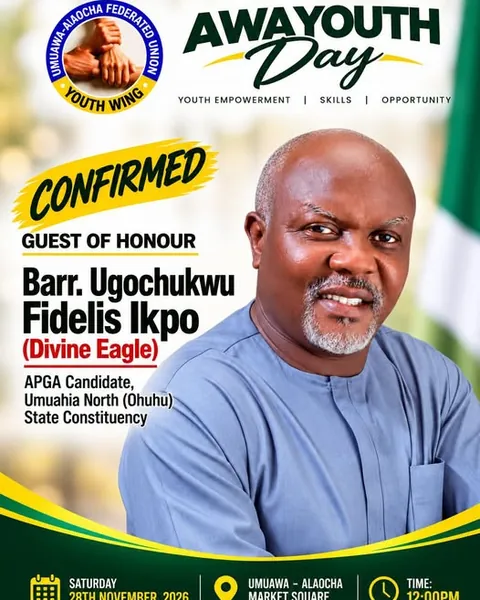 UMUAWA-ALAOCHA FEDERATED UNION
YOUTH WING
AWAYOUTH
Day
YOUTH EMPOWERMENT | SKILLS | OPPORTUNITY
CONFIRMED
GUEST OF HONOUR
Barr. Ugochukwu
Fidelis Ikpo
(Divine Eagle)
APGA Candidate,
Umuahia North (Ohuhu)
State Constituency
SATURDAY
28TH NOVEMBER, 2026
UMUAWA - ALAOCHA
MARKET SQUARE
TIME:
12:00PM